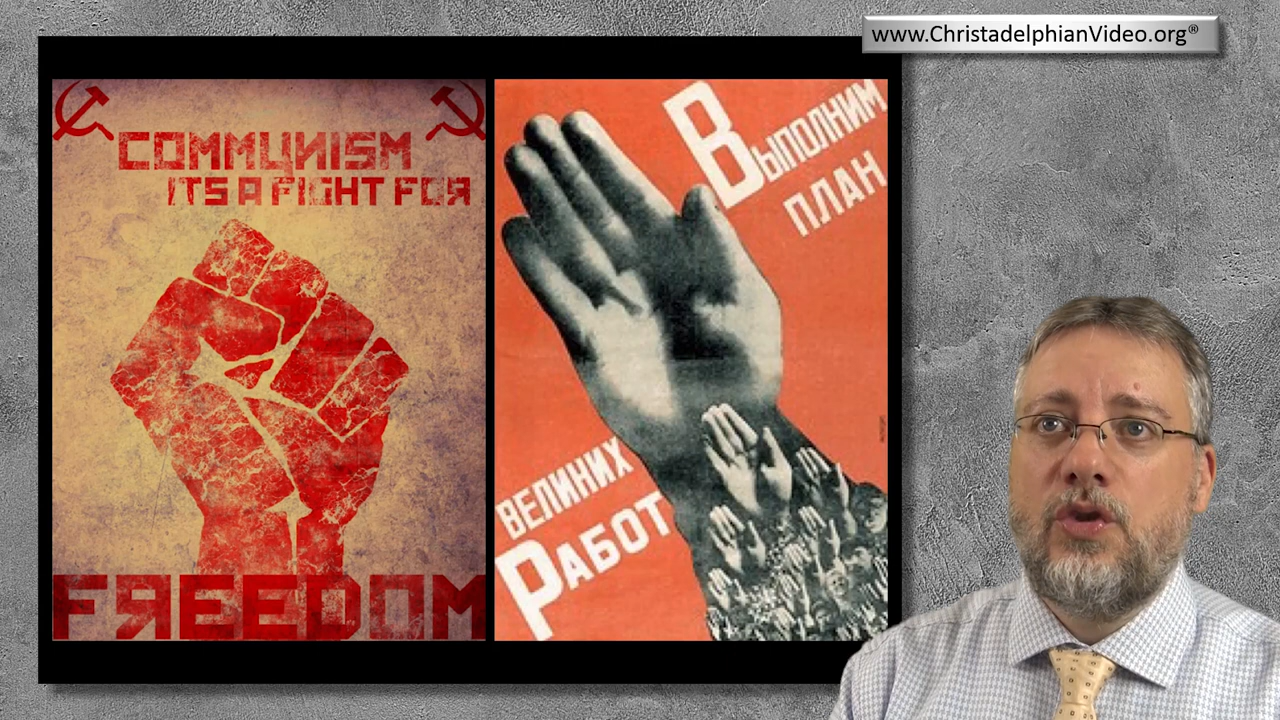 www.ChristadelphianVideo.org®
COMMUNISM
ITS A FIGHT FOR
FREEDOM
Выполним
план
великих
Работ